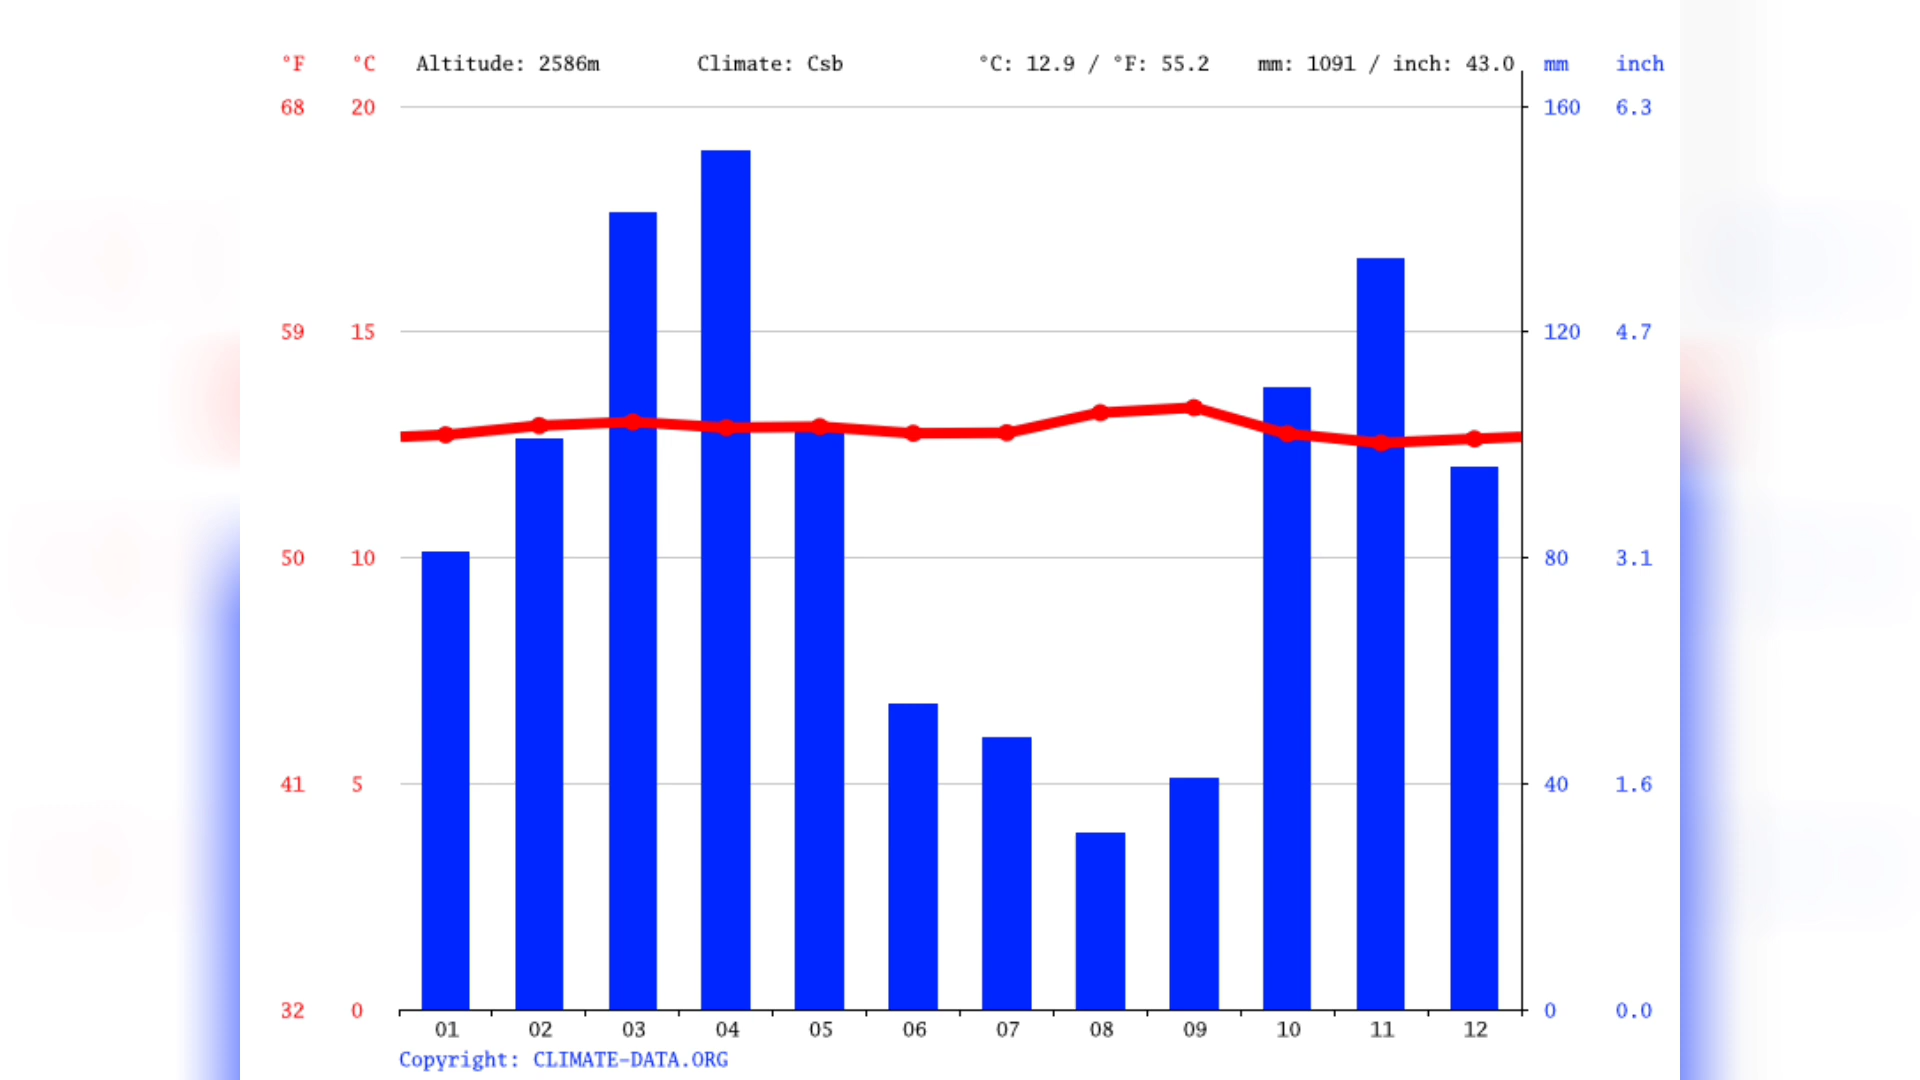 °F °C Altitude: 2586m Climate: Csb °C: 12.9 / °F: 55.2 mm: 1091 / inch: 43.0 mm inch
68 20 160 6.3
59 15 120 4.7
50 10 80 3.1
41 5 40 1.6
32 0 0 0.0
01 02 03 04 05 06 07 08 09 10 11 12
Copyright: CLIMATE-DATA.ORG